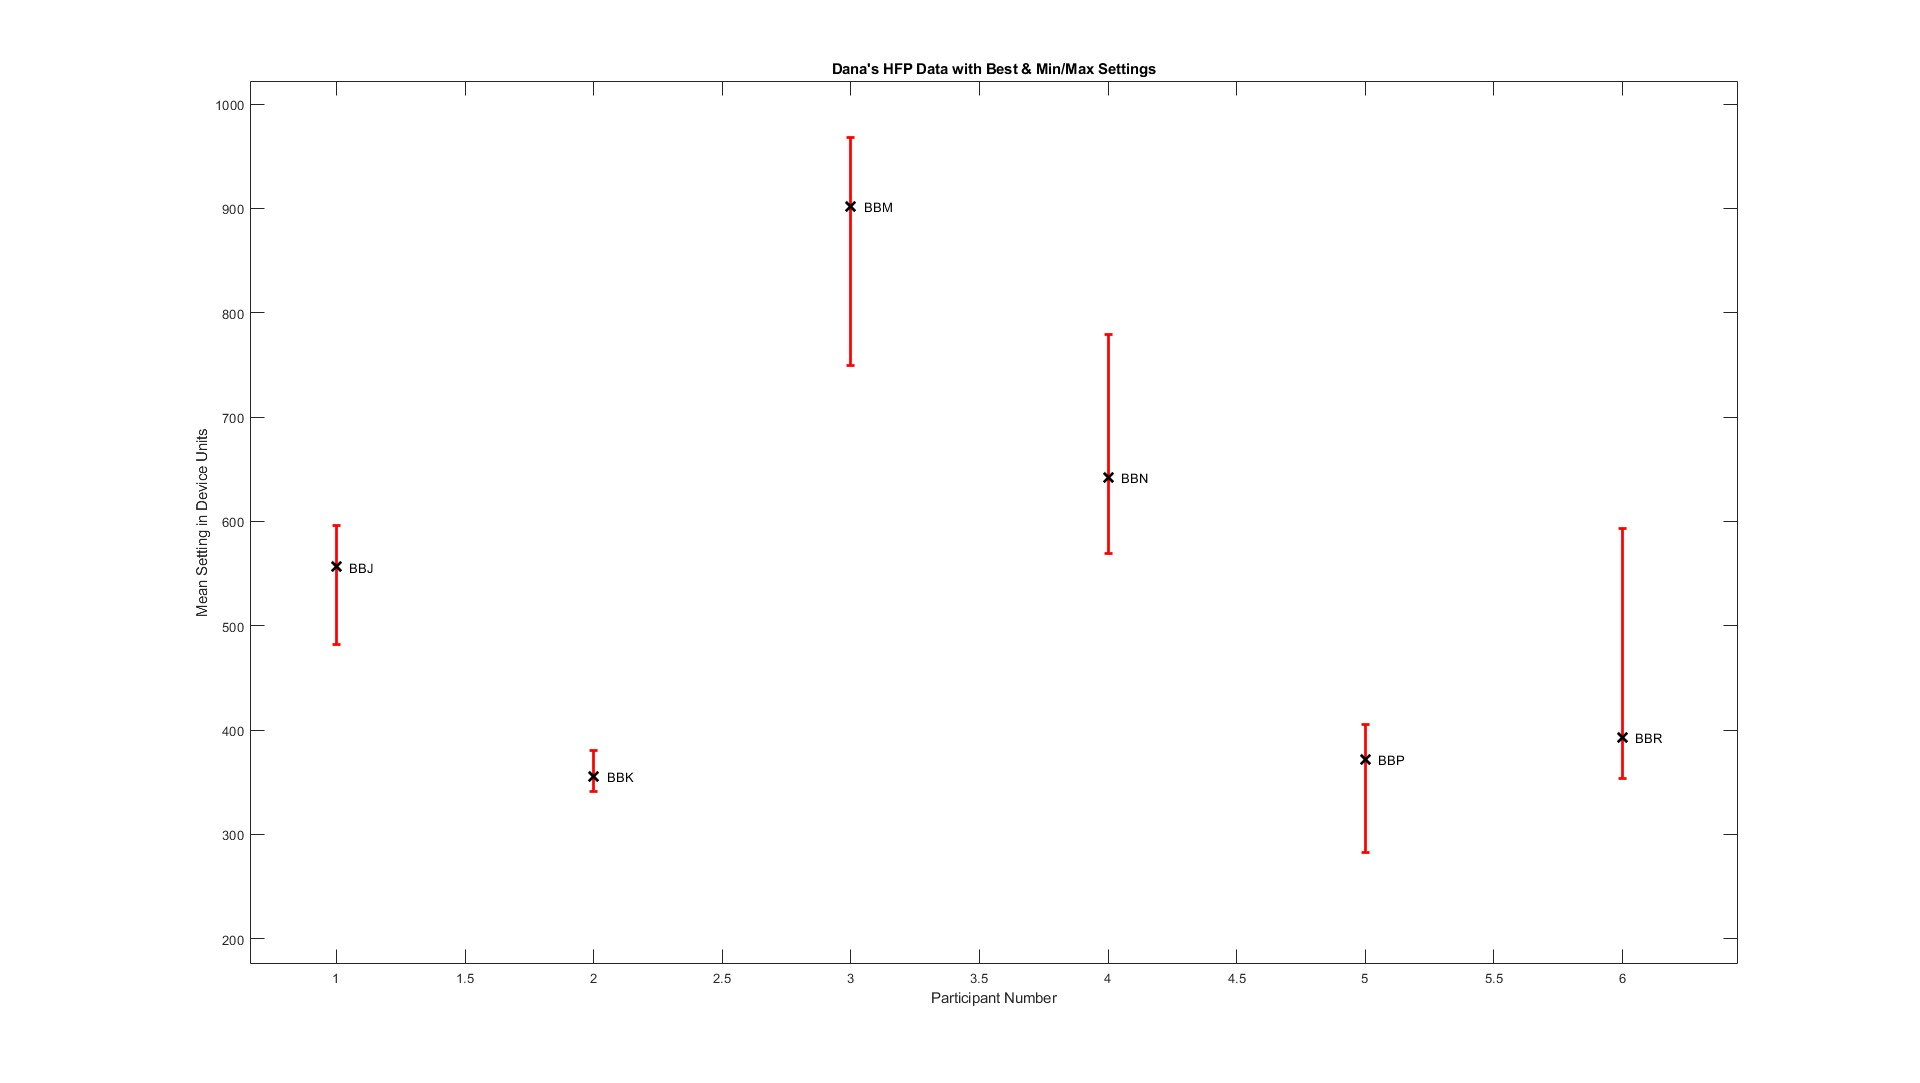 Dana's HFP Data with Best & Min/Max Settings
1000
900
800
700
600
500
400
300
200
Mean Setting in Device Units
BBJ
BBK
BBM
BBN
BBP
BBR
1 1.5 2 2.5 3 3.5 4 4.5 5 5.5 6
Participant Number